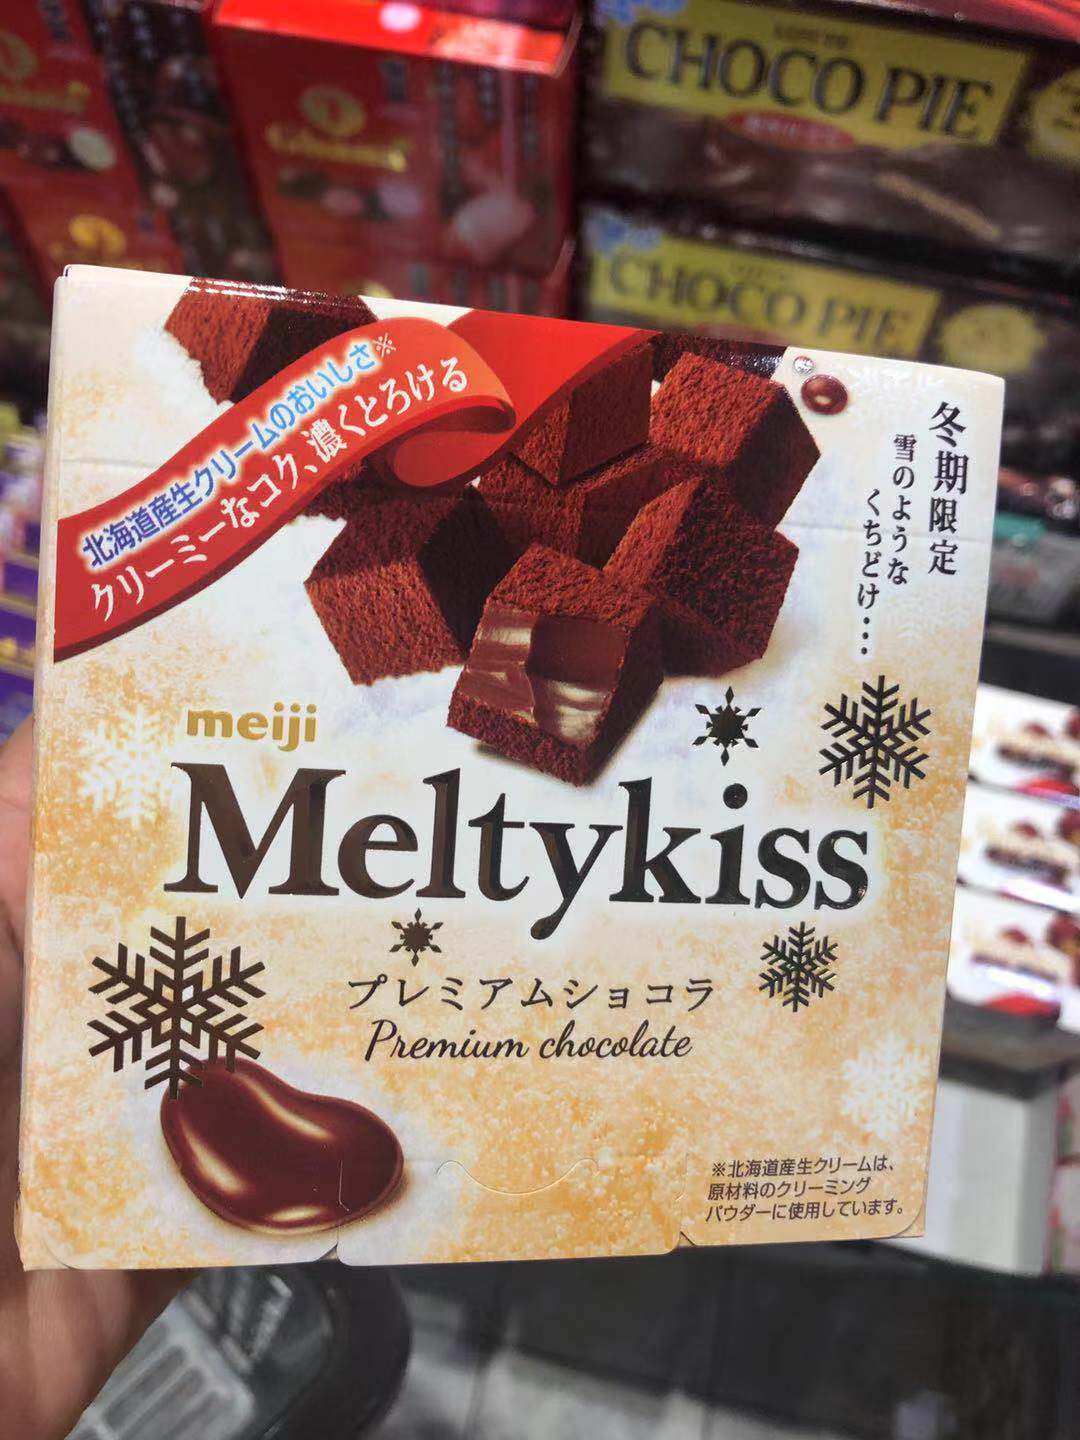 CHOCO PIE
CHOCO PIE
北海道産生クリームのおいしさ※
クリーミーなコク、濃くとろける
冬期限定
雪のような
くちどけ・・・
meiji
Meltykiss
プレミアムショコラ
Premium chocolate
※北海道産生クリームは、
原材料のクリーミング
パウダーに使用しています。